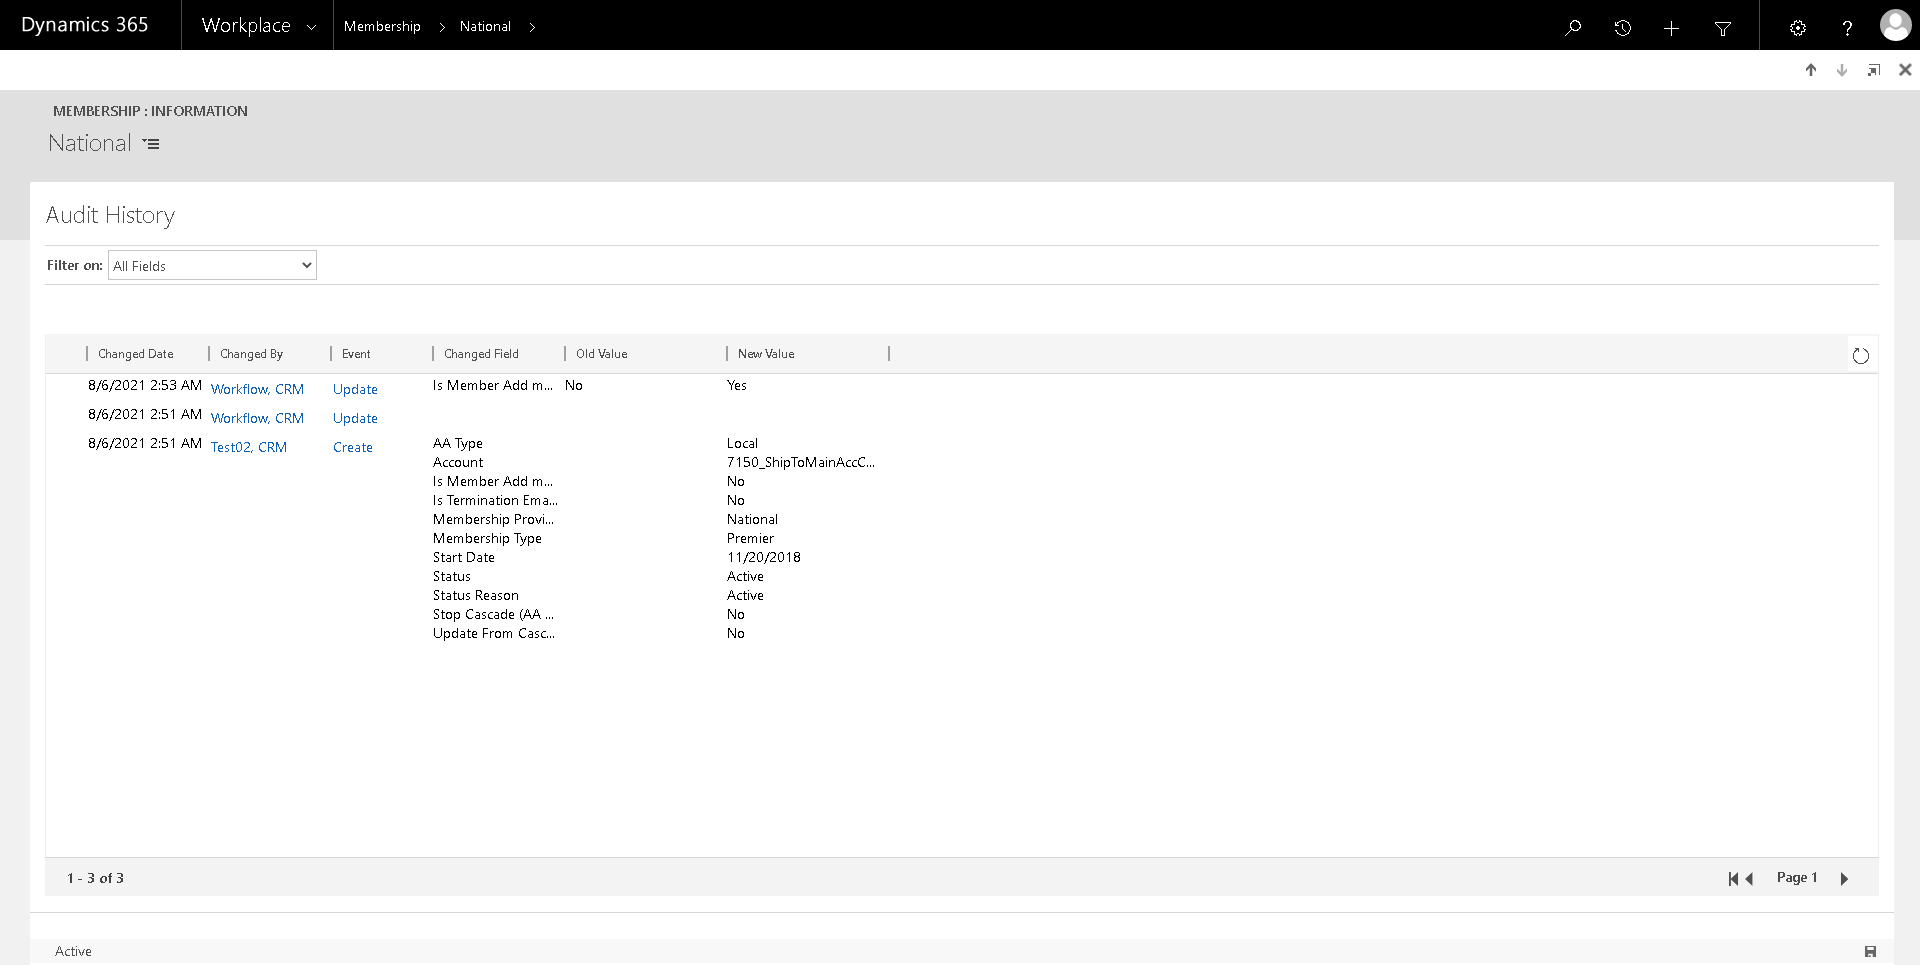 Dynamics 365 Workplace Membership National
MEMBERSHIP : INFORMATION
National
Audit History
Filter on: All Fields
Changed Date Changed By Event Changed Field Old Value New Value
8/6/2021 2:53 AM Workflow, CRM Update Is Member Add m... No Yes
8/6/2021 2:51 AM Workflow, CRM Update
8/6/2021 2:51 AM Test02, CRM Create AA Type Local
Account 7150_ShipToMainAccC...
Is Member Add m... No
Is Termination Ema... No
Membership Provi... National
Membership Type Premier
Start Date 11/20/2018
Status Active
Status Reason Active
Stop Cascade (AA ... No
Update From Casc... No
1 - 3 of 3 Page 1
Active